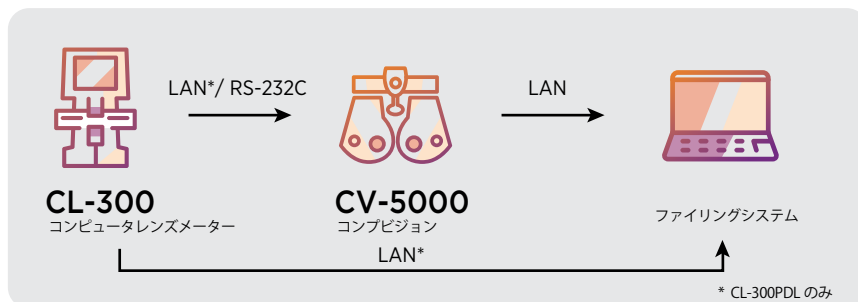 LAN*/ RS-232C
LAN
CL-300
コンピュータレンズメーター
CV-5000
コンプビジョン
ファイリングシステム
LAN*
* CL-300PDL のみ